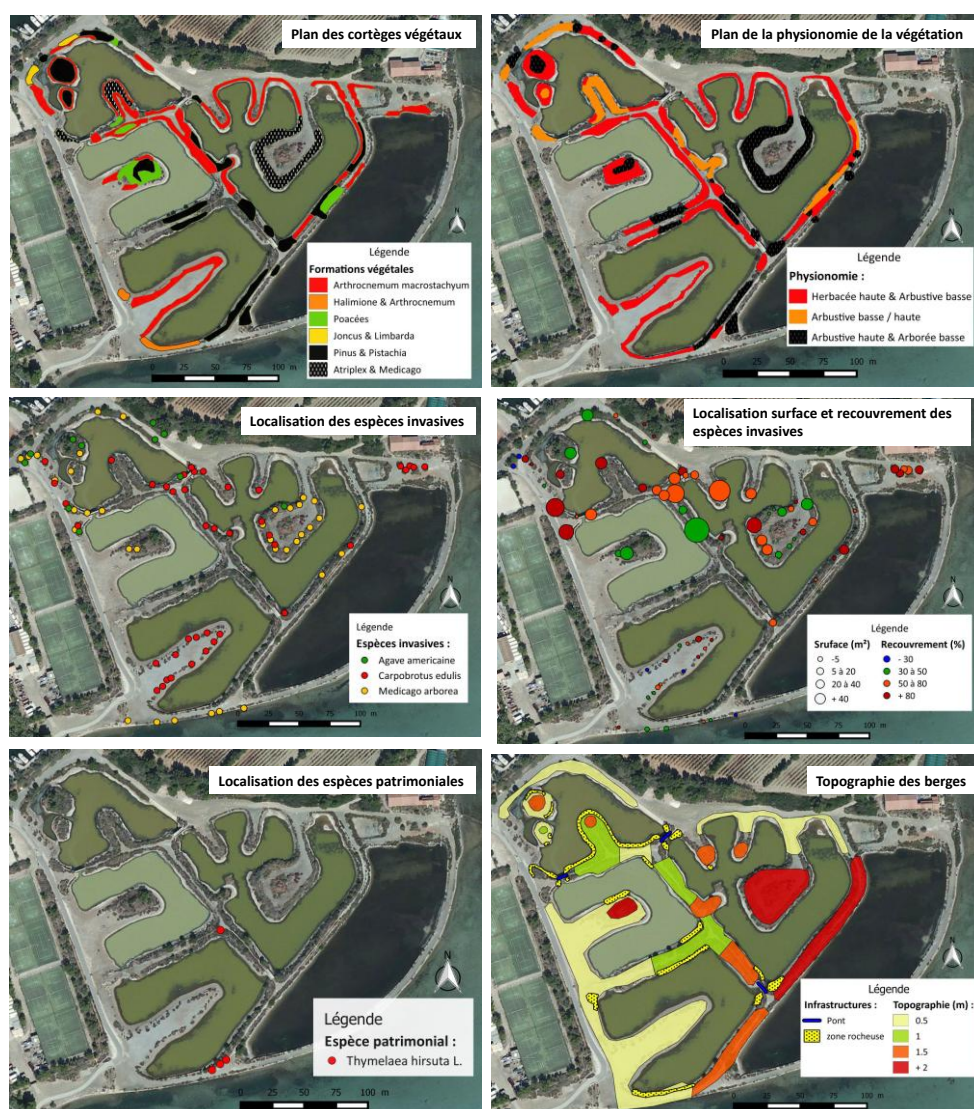 Plan des cortèges végétaux
N
Légende
Formations végétales
Arthrocnemum macrostachyum
Halimione & Arthrocnemum
Poacées
Joncus & Limbarda
Pinus & Pistachia
Atriplex & Medicago
0 25 50 75 100 m
Plan de la physionomie de la végétation
N
Légende
Physionomie :
Herbacée haute & Arbustive basse
Arbustive basse / haute
Arbustive haute & Arborée basse
0 25 50 75 100 m
Localisation des espèces invasives
N
Légende
Espèces invasives :
Agave americaine
Carpobrotus edulis
Medicago arborea
0 25 50 75 100 m
Localisation surface et recouvrement des
espèces invasives
N
Légende
Sruface (m²) Recouvrement (%)
-5 - 30
5 à 20 30 à 50
20 à 40 50 à 80
+ 40 + 80
0 25 50 75 100 m
Localisation des espèces patrimoniales
N
Légende
Espèce patrimonial :
Thymelaea hirsuta L.
0 25 50 75 100 m
Topographie des berges
N
Légende
Infrastructures : Topographie (m) :
Pont 0.5
zone rocheuse 1
1.5
+ 2
0 25 50 75 100 m